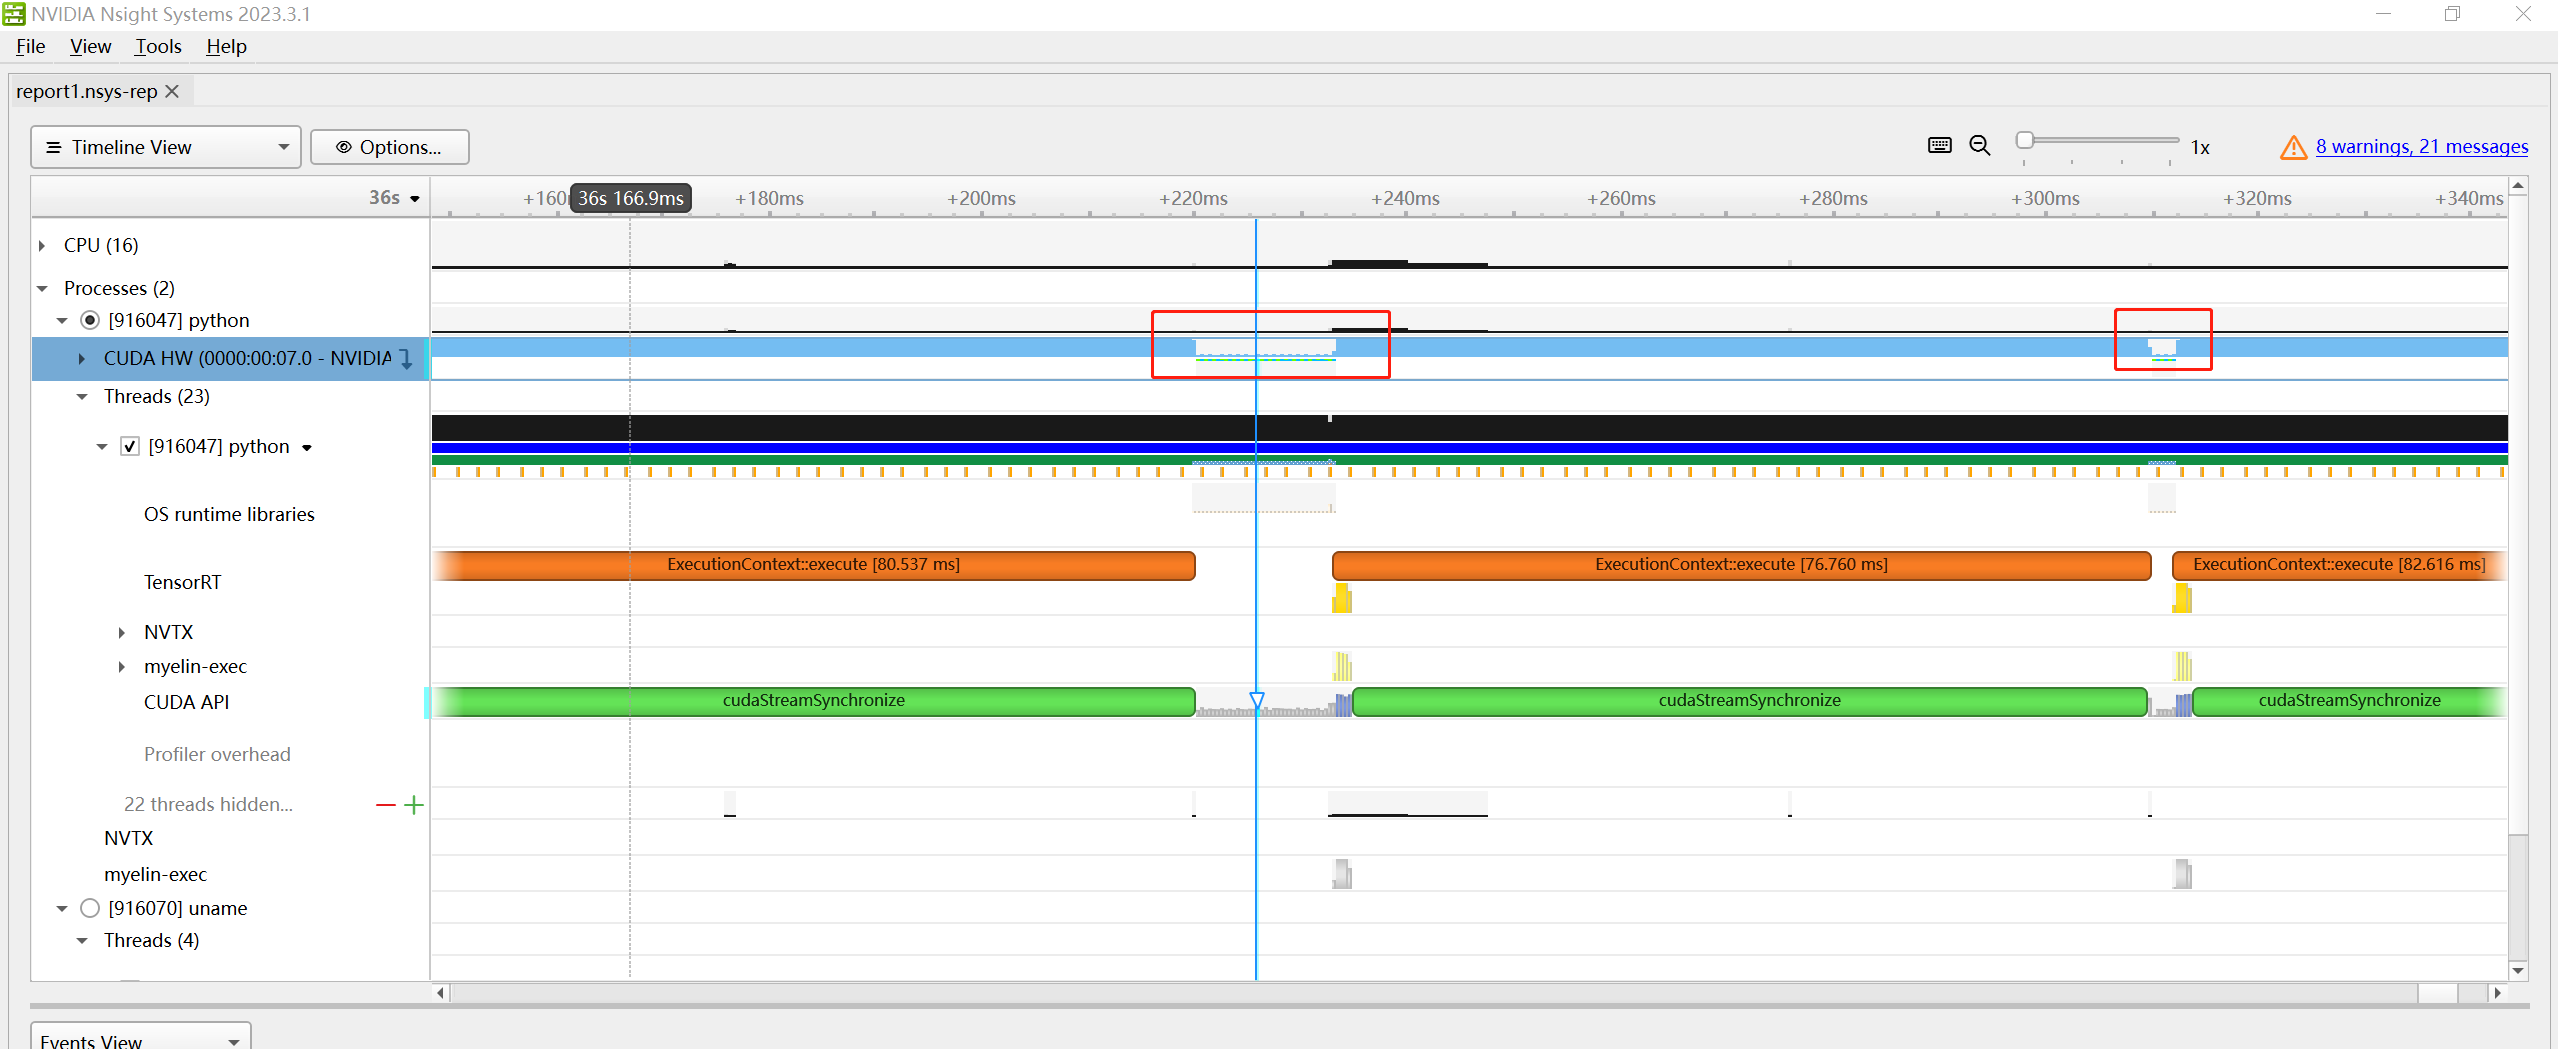 NVIDIA Nsight Systems 2023.3.1
File View Tools Help
report1.nsys-rep
Timeline View
Options...
1x
8 warnings, 21 messages
36s
+160
36s 166.9ms
+180ms
+200ms
+220ms
+240ms
+260ms
+280ms
+300ms
+320ms
+340ms
CPU (16)
Processes (2)
[916047] python
CUDA HW (0000:00:07.0 - NVIDIA
Threads (23)
[916047] python
OS runtime libraries
TensorRT
ExecutionContext::execute [80.537 ms]
ExecutionContext::execute [76.760 ms]
ExecutionContext::execute [82.616 ms]
NVTX
myelin-exec
CUDA API
cudaStreamSynchronize
cudaStreamSynchronize
cudaStreamSynchronize
Profiler overhead
22 threads hidden...
NVTX
myelin-exec
[916070] uname
Threads (4)
Events View